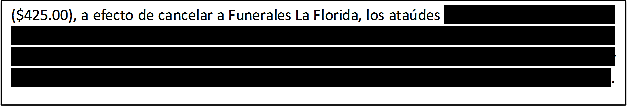 ($425.00), a efecto de cancelar a Funerales La Florida, los ataúdes
.